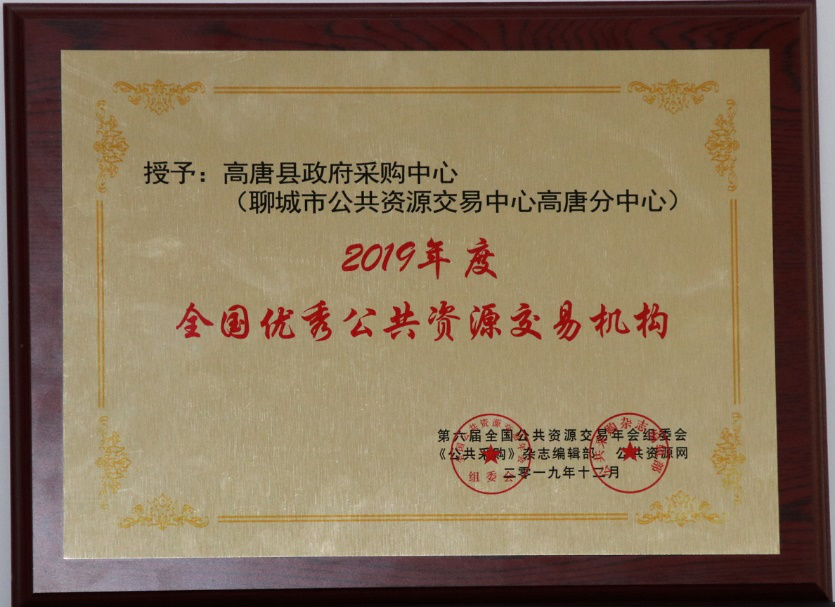 授予：高唐县政府采购中心
（聊城市公共资源交易中心高唐分中心）
2019年度
全国优秀公共资源交易机构
第六届全国公共资源交易年会组委会
《公共采购》杂志编辑部 公共资源网
二零一九年十二月
组委会